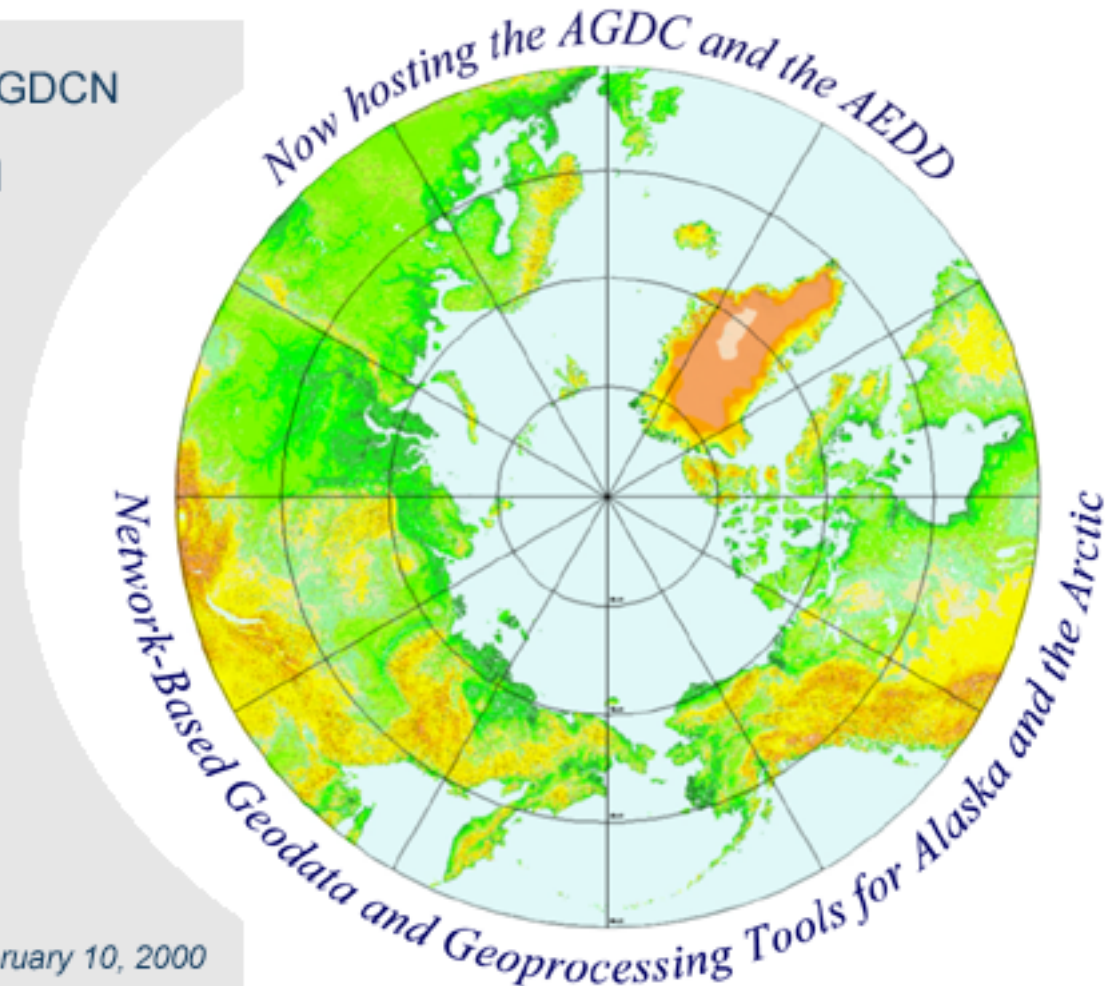 GDCN
Now hosting the AGDC and the AEDD
Network-Based Geodata and Geoprocessing Tools for Alaska and the Arctic
ruary 10, 2000